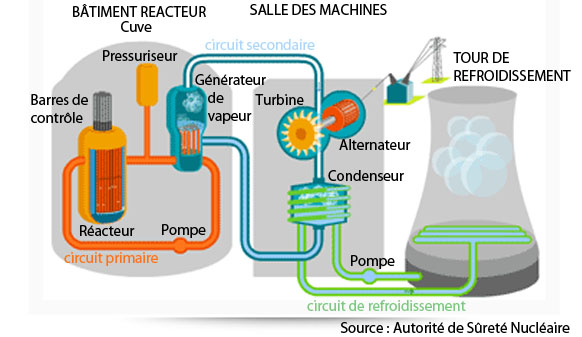 BÂTIMENT REACTEUR
Cuve
SALLE DES MACHINES
circuit secondaire
Pressuriseur
TOUR DE
REFROIDISSEMENT
Générateur
de
vapeur
Barres de
contrôle
Turbine
Alternateur
Condenseur
Réacteur
Pompe
circuit primaire
Pompe
circuit de refroidissement
Source : Autorité de Sûreté Nucléaire